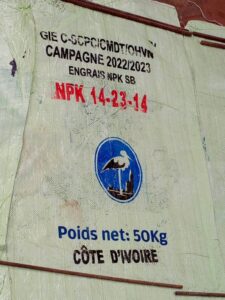 GIE C-SCPC/CMDT/OHVN/
CAMPAGNE 2022/2023
ENGRAIS NPK SB
NPK 14-23-14
Poids net: 50Kg
CÔTE D'IVOIRE